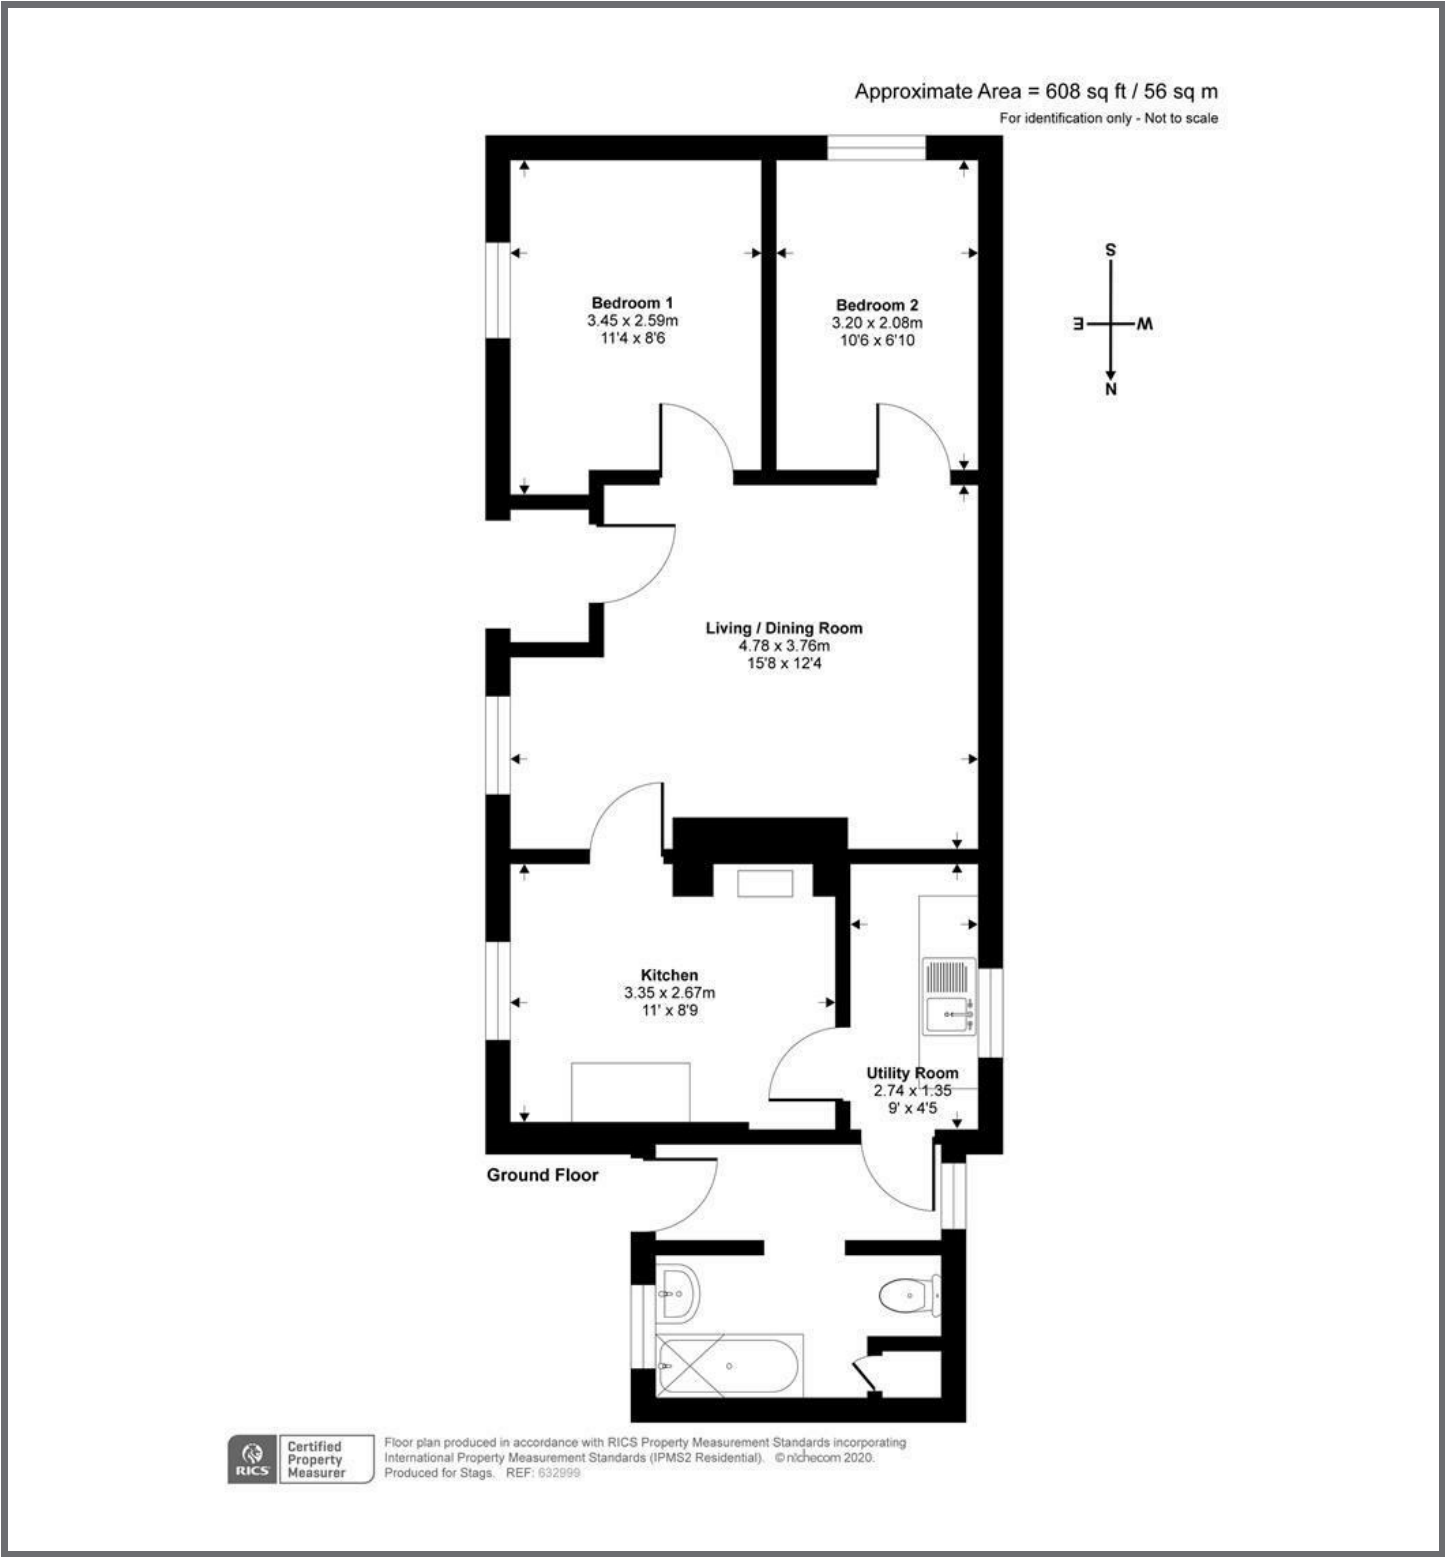 Approximate Area = 608 sq ft / 56 sq m
For identification only - Not to scale
S
E
W
N
Bedroom 1
3.45 x 2.59m
11'4 x 8'6
Bedroom 2
3.20 x 2.08m
10'6 x 6'10
Living / Dining Room
4.78 x 3.76m
15'8 x 12'4
Kitchen
3.35 x 2.67m
11' x 8'9
Utility Room
2.74 x 1.35
9' x 4'5
Ground Floor
RICS
Certified
Property
Measurer
Floor plan produced in accordance with RICS Property Measurement Standards incorporating
International Property Measurement Standards (IPMS2 Residential). © nichecom 2020.
Produced for Stags. REF: 632999